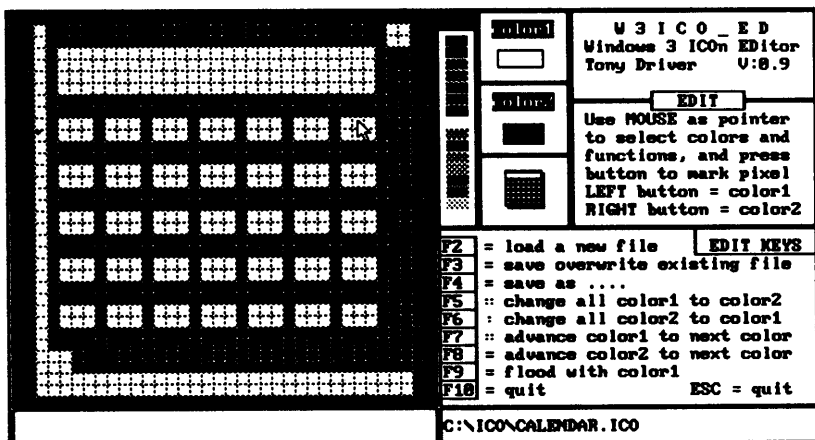 W 3 I C O _ E D
Windows 3 ICOn EDitor
Tony Driver V:0.9
EDIT
Use MOUSE as pointer
to select colors and
functions, and press
button to mark pixel
LEFT button = color1
RIGHT button = color2
color1
color2
EDIT KEYS
F2 = load a new file
F3 = save overwrite existing file
F4 = save as ....
F5 :: change all color1 to color2
F6 : change all color2 to color1
F7 :: advance color1 to next color
F8 = advance color2 to next color
F9 = flood with color1
F10 = quit ESC = quit
C:\ICO\CALENDAR.ICO